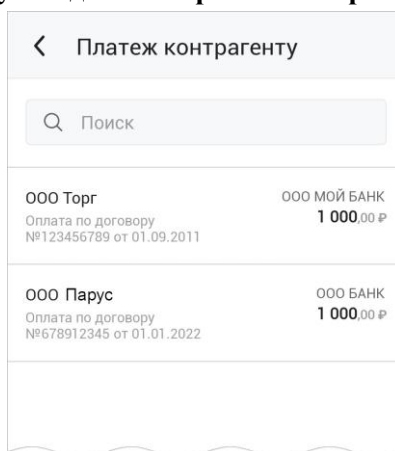 Платеж контрагенту
Поиск
ООО Торг
ООО МОЙ БАНК
Оплата по договору
№123456789 от 01.09.2011
1 000,00 ₽
ООО Парус
ООО БАНК
Оплата по договору
№678912345 от 01.01.2022
1 000,00 ₽